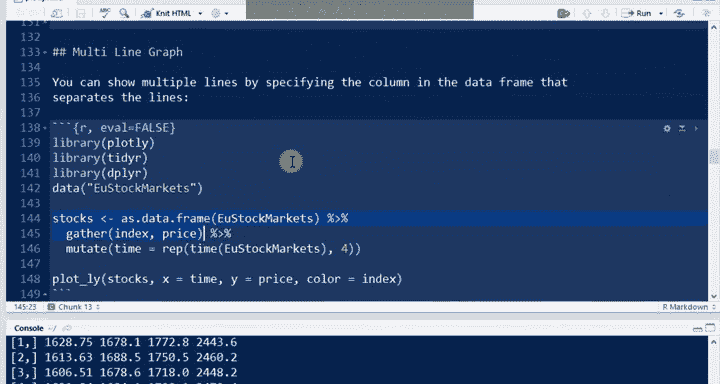 Knit HTML
Run
131
132
133 ## Multi Line Graph
134
135 You can show multiple lines by specifying the column in the data frame that
136 separates the lines:
137
138 ```{r, eval=FALSE}
139 library(plotly)
140 library(tidyr)
141 library(dplyr)
142 data("EuStockMarkets")
143
144 stocks <- as.data.frame(EuStockMarkets) %>%
145 gather(index, price) %>%
146 mutate(time = rep(time(EuStockMarkets), 4))
147
148 plot_ly(stocks, x = time, y = price, color = index)
149 ```
145:23 Chunk 13 R Markdown
Console ~/
[1,] 1628.75 1678.1 1772.8 2443.6
[2,] 1613.63 1688.5 1750.5 2460.2
[3,] 1606.51 1678.6 1718.0 2448.2